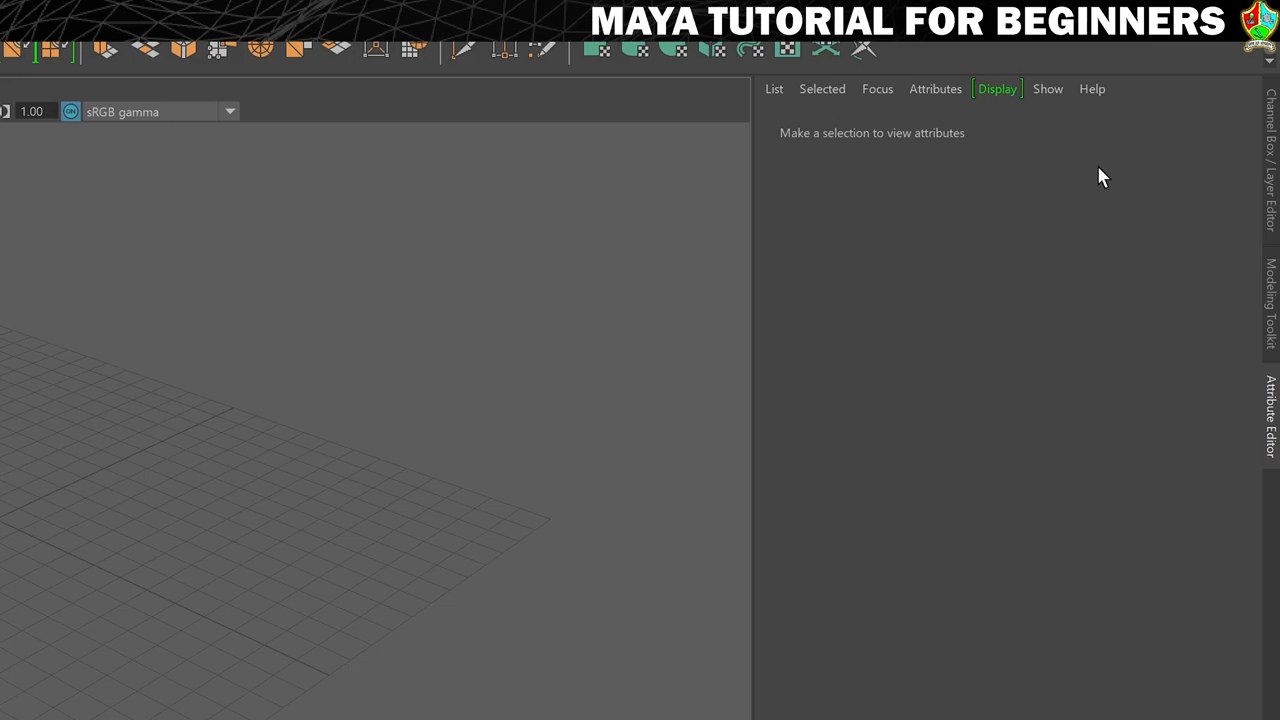 MAYA TUTORIAL FOR BEGINNERS
List Selected Focus Attributes Display Show Help
1.00 ON sRGB gamma
Make a selection to view attributes
Channel Box / Layer Editor
Modeling Toolkit
Attribute Editor